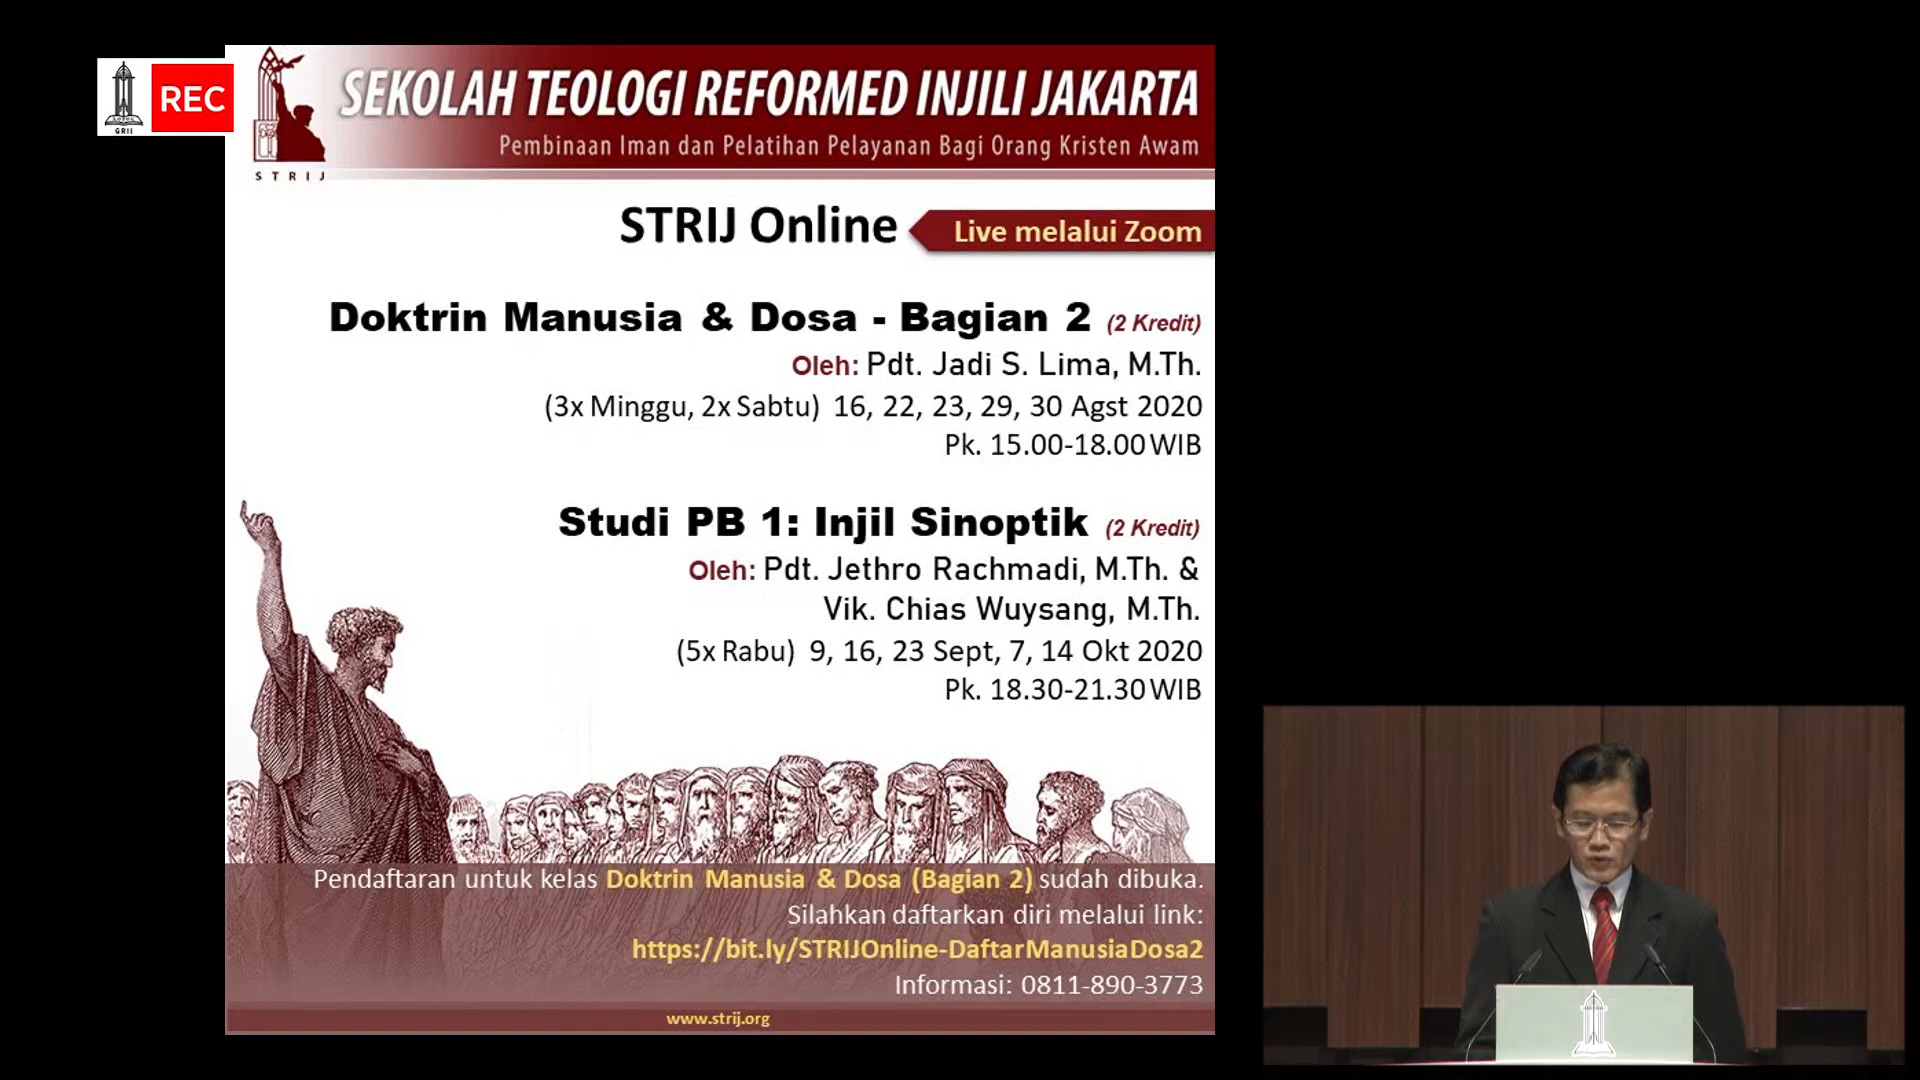 GRII
REC
STRIJ
SEKOLAH TEOLOGI REFORMED INJILI JAKARTA
Pembinaan Iman dan Pelatihan Pelayanan Bagi Orang Kristen Awam
STRIJ Online
Live melalui Zoom
Doktrin Manusia & Dosa - Bagian 2 (2 Kredit)
Oleh: Pdt. Jadi S. Lima, M.Th.
(3x Minggu, 2x Sabtu) 16, 22, 23, 29, 30 Agst 2020
Pk. 15.00-18.00 WIB
Studi PB 1: Injil Sinoptik (2 Kredit)
Oleh: Pdt. Jethro Rachmadi, M.Th. &
Vik. Chias Wuysang, M.Th.
(5x Rabu) 9, 16, 23 Sept, 7, 14 Okt 2020
Pk. 18.30-21.30 WIB
Pendaftaran untuk kelas Doktrin Manusia & Dosa (Bagian 2) sudah dibuka.
Silahkan daftarkan diri melalui link:
https://bit.ly/STRIJOnline-DaftarManusiaDosa2
Informasi: 0811-890-3773
www.strij.org